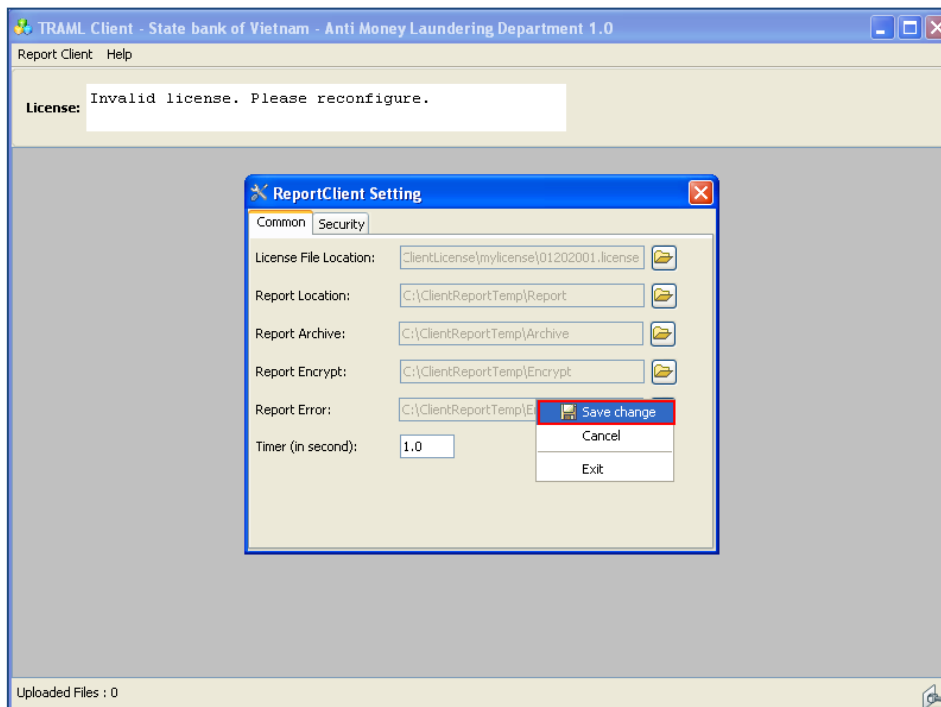 TRAML Client - State bank of Vietnam - Anti Money Laundering Department 1.0
Report Client Help
License: Invalid license. Please reconfigure.
ReportClient Setting
Common Security
License File Location: ClientLicense\mylicense\01202001.license
Report Location: C:\ClientReportTemp\Report
Report Archive: C:\ClientReportTemp\Archive
Report Encrypt: C:\ClientReportTemp\Encrypt
Report Error: C:\ClientReportTemp\E
Save change
Timer (in second): 1.0
Cancel
Exit
Uploaded Files : 0